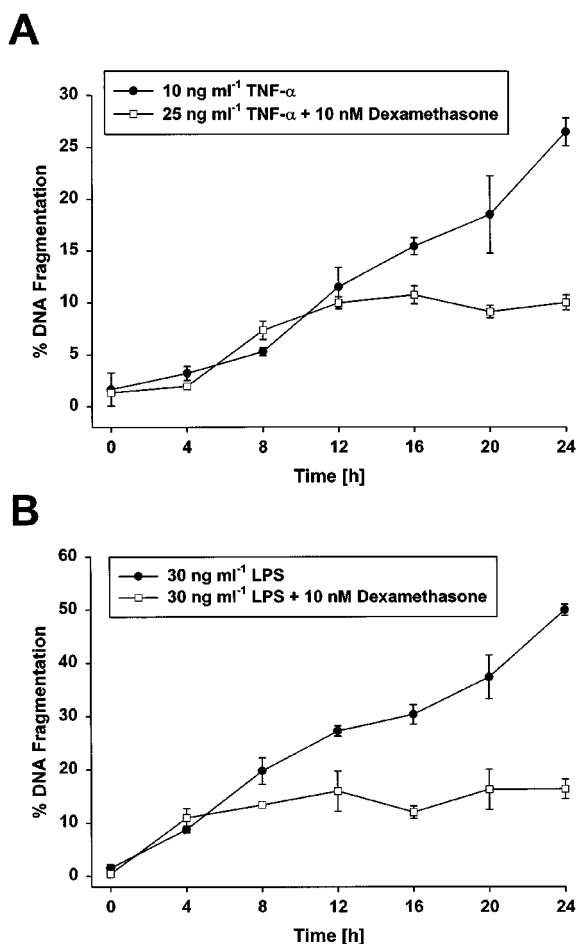 A
10 ng ml⁻¹ TNF-α
25 ng ml⁻¹ TNF-α + 10 nM Dexamethasone
% DNA Fragmentation
30
25
20
15
10
5
0
0 4 8 12 16 20 24
Time [h]
B
30 ng ml⁻¹ LPS
30 ng ml⁻¹ LPS + 10 nM Dexamethasone
% DNA Fragmentation
60
50
40
30
20
10
0
0 4 8 12 16 20 24
Time [h]